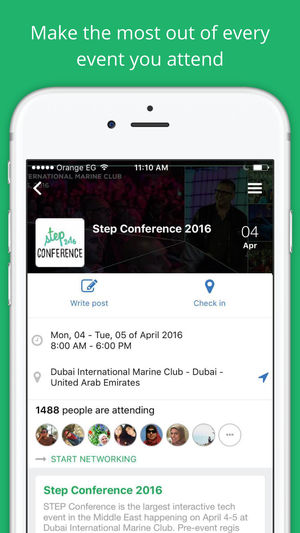 Make the most out of every
event you attend
Orange EG
11:10 AM
ERNATIONAL MARINE CLUB
2016
step 2016
CONFERENCE
Step Conference 2016
04
Apr
Write post
Check in
Mon, 04 - Tue, 05 of April 2016
8:00 AM - 6:00 PM
Dubai International Marine Club - Dubai -
United Arab Emirates
1488 people are attending
START NETWORKING
Step Conference 2016
STEP Conference is the largest interactive tech
event in the Middle East happening on April 4-5 at
Dubai International Marine Club. Pre-event regis